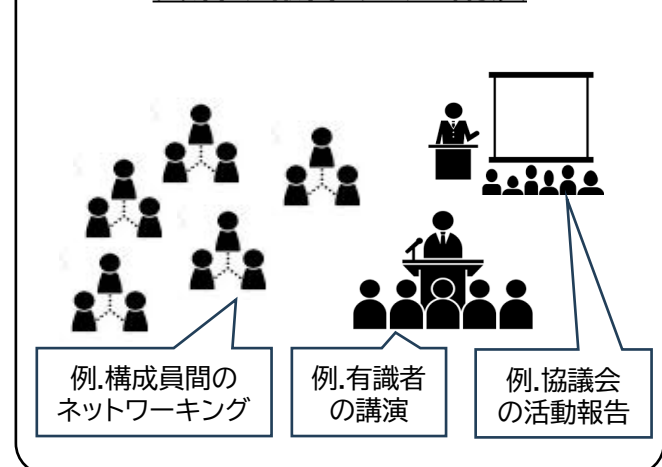 例.構成員間の
ネットワーキング
例.有識者
の講演
例.協議会
の活動報告